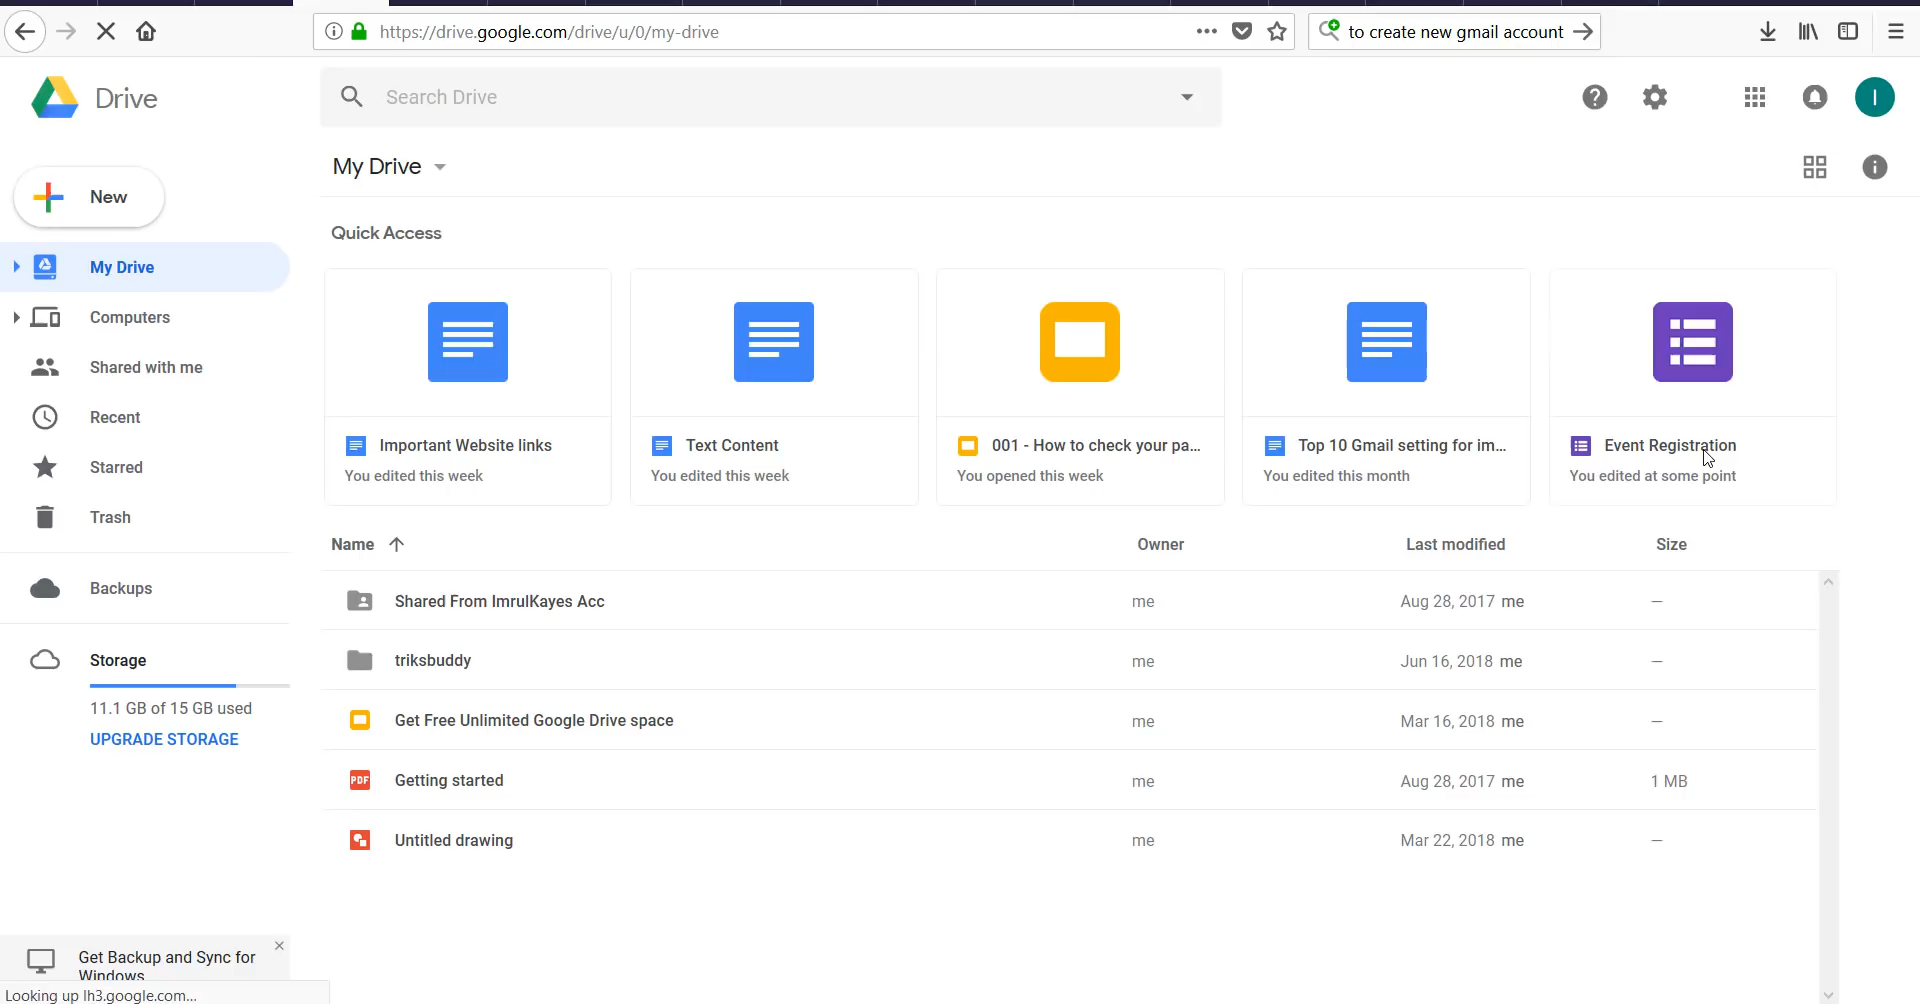 https://drive.google.com/drive/u/0/my-drive
to create new gmail account
Drive
Search Drive
I
My Drive
New
Quick Access
My Drive
Computers
Shared with me
Recent
Starred
Trash
Backups
Storage
11.1 GB of 15 GB used
UPGRADE STORAGE
Important Website links
You edited this week
Text Content
You edited this week
001 - How to check your pa...
You opened this week
Top 10 Gmail setting for im...
You edited this month
Event Registration
You edited at some point
Name Owner Last modified Size
Shared From ImrulKayes Acc me Aug 28, 2017 me —
triksbuddy me Jun 16, 2018 me —
Get Free Unlimited Google Drive space me Mar 16, 2018 me —
PDF Getting started me Aug 28, 2017 me 1 MB
Untitled drawing me Mar 22, 2018 me —
Get Backup and Sync for
Windows
Looking up lh3.google.com...